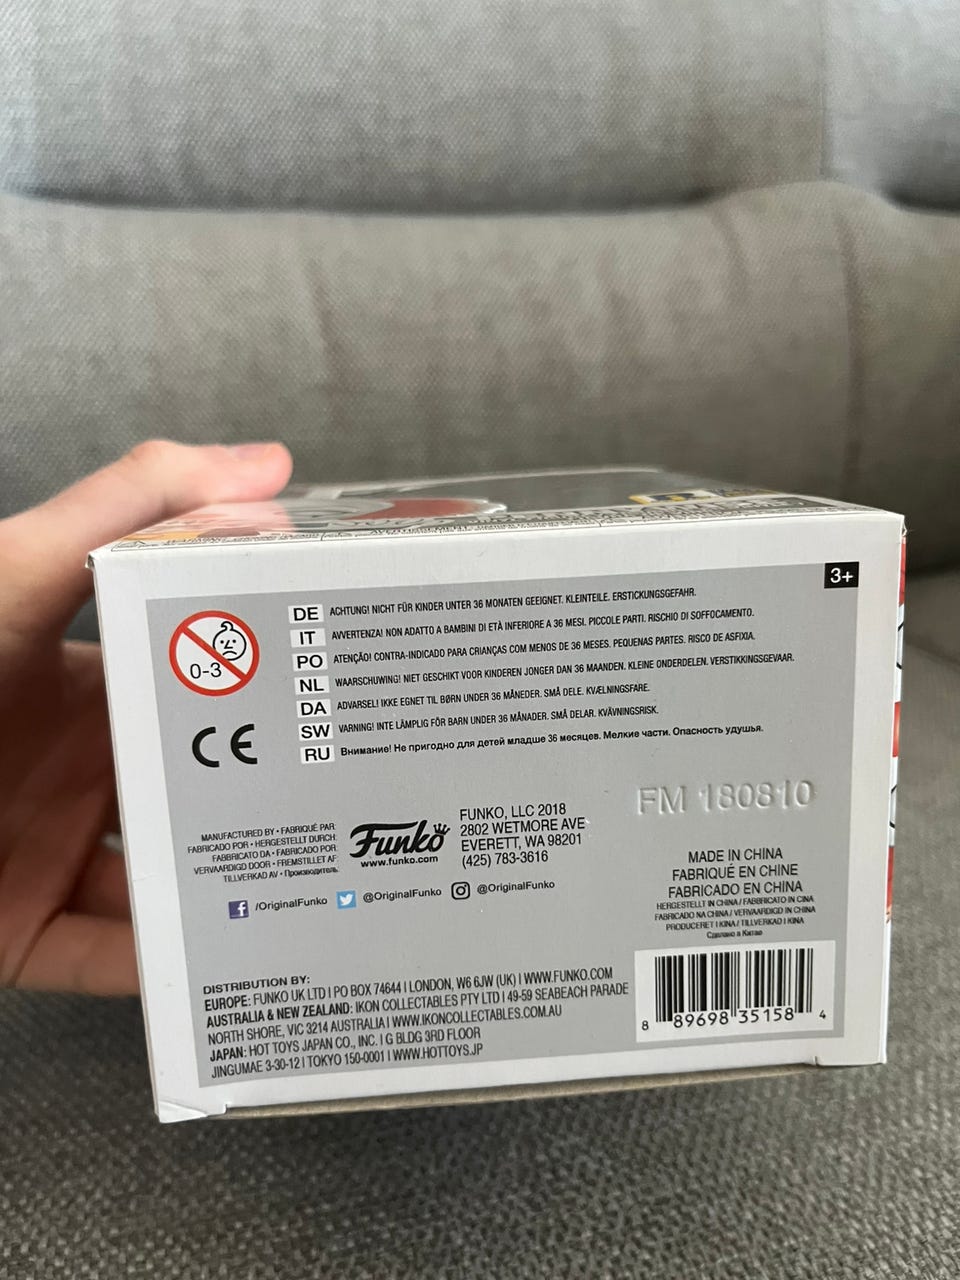 3+
0-3
DE ACHTUNG! NICHT FÜR KINDER UNTER 36 MONATEN GEEIGNET. KLEINTEILE. ERSTICKUNGSGEFAHR.
IT AVVERTENZA! NON ADATTO A BAMBINI DI ETÀ INFERIORE A 36 MESI. PICCOLE PARTI. RISCHIO DI SOFFOCAMENTO.
PO ATENÇÃO! CONTRA-INDICADO PARA CRIANÇAS COM MENOS DE 36 MESES. PEQUENAS PARTES. RISCO DE ASFIXIA.
NL WAARSCHUWING! NIET GESCHIKT VOOR KINDEREN JONGER DAN 36 MAANDEN. KLEINE ONDERDELEN. VERSTIKKINGSGEVAAR.
DA ADVARSEL! IKKE EGNET TIL BØRN UNDER 36 MÅNEDER. SMÅ DELE. KVÆLNINGSFARE.
SW VARNING! INTE LÄMPLIG FÖR BARN UNDER 36 MÅNADER. SMÅ DELAR. KVÄVNINGSRISK.
RU Внимание! Не пригодно для детей младше 36 месяцев. Мелкие части. Опасность удушья.
CE
FM 180810
MANUFACTURED BY • FABRIQUÉ PAR:
FABRICADO POR • HERGESTELLT DURCH:
FABBRICATO DA • FABRICADO POR:
VERVAARDIGD DOOR • FREMSTILLET AF:
TILLVERKAD AV • Производитель:
Funko
www.funko.com
FUNKO, LLC 2018
2802 WETMORE AVE
EVERETT, WA 98201
(425) 783-3616
/OriginalFunko @OriginalFunko @OriginalFunko
MADE IN CHINA
FABRIQUÉ EN CHINE
FABRICADO EN CHINA
HERGESTELLT IN CHINA / FABBRICATO IN CINA
FABRICADO NA CHINA / VERVAARDIGD IN CHINA
PRODUCERET I KINA / TILLVERKAD I KINA
Сделано в Китае
DISTRIBUTION BY:
EUROPE: FUNKO UK LTD | PO BOX 74644 | LONDON, W6 6JW (UK) | WWW.FUNKO.COM
AUSTRALIA & NEW ZEALAND: IKON COLLECTABLES PTY LTD | 49-59 SEABEACH PARADE
NORTH SHORE, VIC 3214 AUSTRALIA | WWW.IKONCOLLECTABLES.COM.AU
JAPAN: HOT TOYS JAPAN CO., INC. | G BLDG 3RD FLOOR
JINGUMAE 3-30-12 | TOKYO 150-0001 | WWW.HOTTOYS.JP
8 89698 35158 4